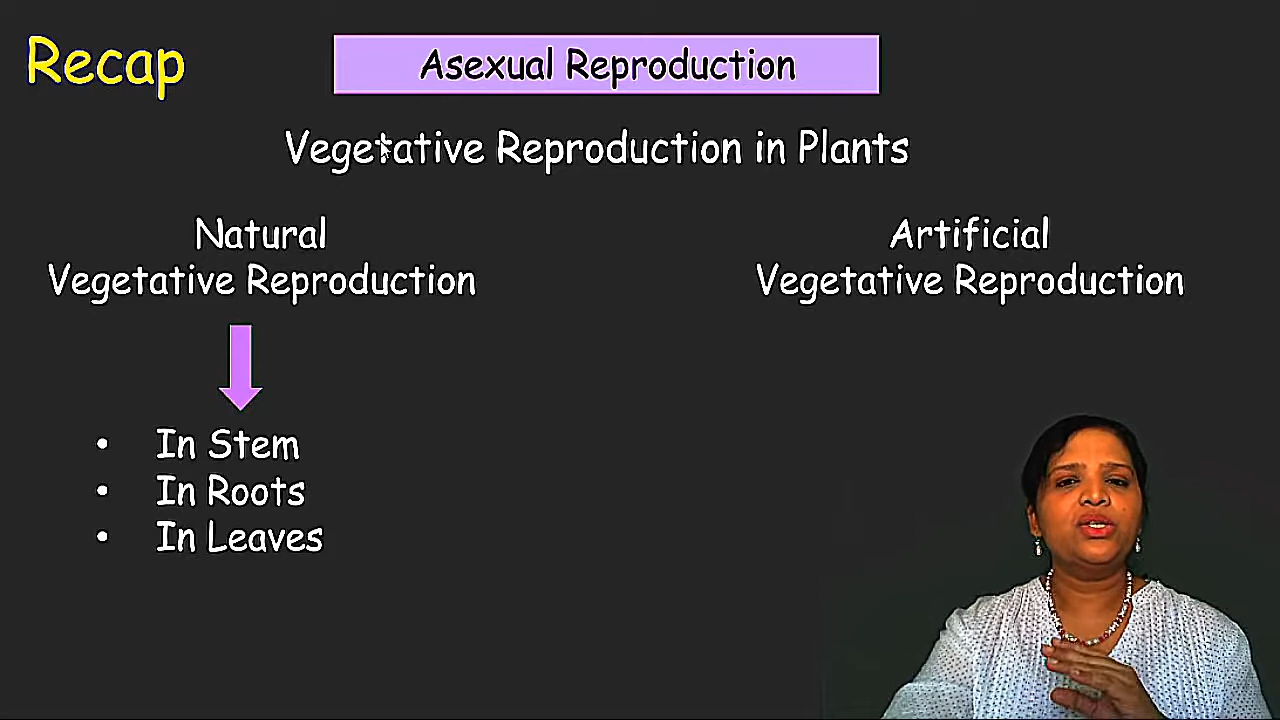 Recap
Asexual Reproduction
Vegetative Reproduction in Plants
Natural
Vegetative Reproduction
Artificial
Vegetative Reproduction
• In Stem
• In Roots
• In Leaves